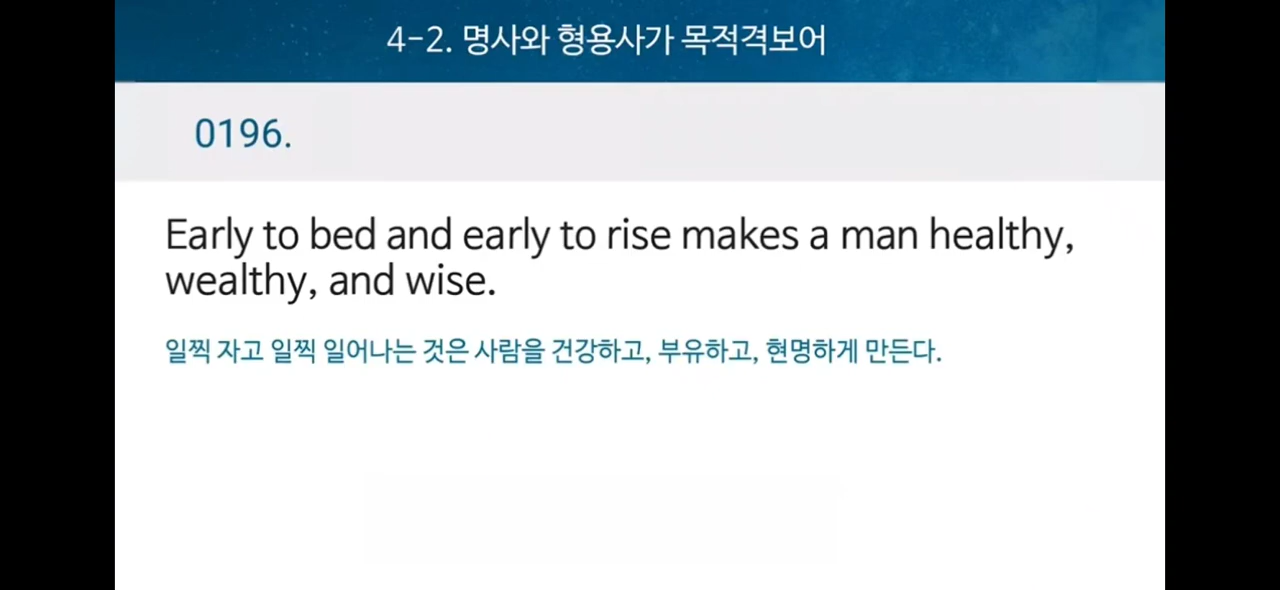 4-2. 명사와 형용사가 목적격보어
0196.
Early to bed and early to rise makes a man healthy,
wealthy, and wise.
일찍 자고 일찍 일어나는 것은 사람을 건강하고, 부유하고, 현명하게 만든다.